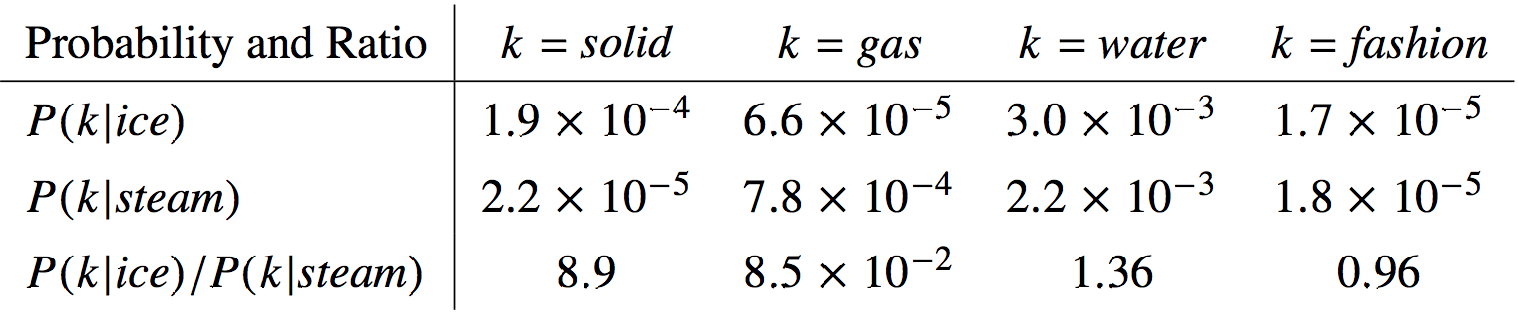 Probability and Ratio k = solid k = gas k = water k = fashion
P(k|ice) 1.9 × 10⁻⁴ 6.6 × 10⁻⁵ 3.0 × 10⁻³ 1.7 × 10⁻⁵
P(k|steam) 2.2 × 10⁻⁵ 7.8 × 10⁻⁴ 2.2 × 10⁻³ 1.8 × 10⁻⁵
P(k|ice)/P(k|steam) 8.9 8.5 × 10⁻² 1.36 0.96